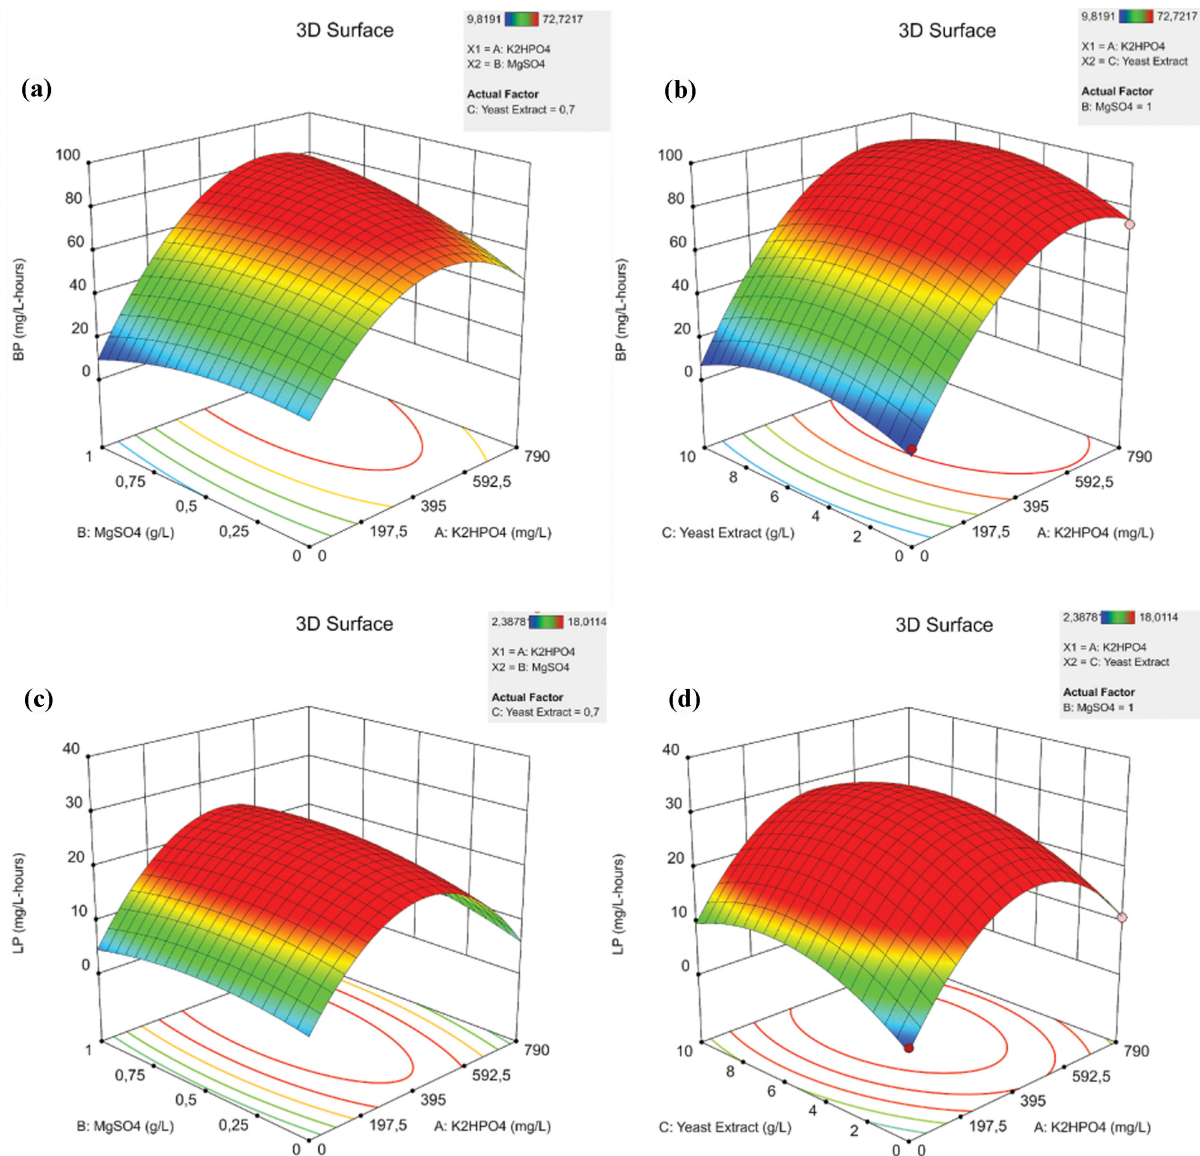 3D Surface
9,8191 72,7217
X1 = A: K2HPO4
X2 = B: MgSO4
Actual Factor
C: Yeast Extract = 0,7
(a)
100
80
60
40
20
0
BP (mg/L-hours)
1
0,75
0,5
0,25
0
B: MgSO4 (g/L)
0
197,5
395
592,5
790
A: K2HPO4 (mg/L)
3D Surface
9,8191 72,7217
X1 = A: K2HPO4
X2 = C: Yeast Extract
Actual Factor
B: MgSO4 = 1
(b)
100
80
60
40
20
0
BP (mg/L-hours)
10
8
6
4
2
0
C: Yeast Extract (g/L)
0
197,5
395
592,5
790
A: K2HPO4 (mg/L)
3D Surface
2,3878 18,0114
X1 = A: K2HPO4
X2 = B: MgSO4
Actual Factor
C: Yeast Extract = 0,7
(c)
40
30
20
10
0
LP (mg/L-hours)
1
0,75
0,5
0,25
0
B: MgSO4 (g/L)
0
197,5
395
592,5
790
A: K2HPO4 (mg/L)
3D Surface
2,3878 18,0114
X1 = A: K2HPO4
X2 = C: Yeast Extract
Actual Factor
B: MgSO4 = 1
(d)
40
30
20
10
0
LP (mg/L-hours)
10
8
6
4
2
0
C: Yeast Extract (g/L)
0
197,5
395
592,5
790
A: K2HPO4 (mg/L)